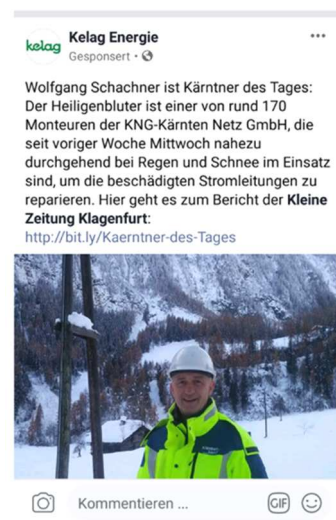 kelag
Kelag Energie
Gesponsert •
Wolfgang Schachner ist Kärntner des Tages:
Der Heiligenbluter ist einer von rund 170
Monteuren der KNG-Kärnten Netz GmbH, die
seit voriger Woche Mittwoch nahezu
durchgehend bei Regen und Schnee im Einsatz
sind, um die beschädigten Stromleitungen zu
reparieren. Hier geht es zum Bericht der Kleine
Zeitung Klagenfurt:
http://bit.ly/Kaerntner-des-Tages
Kommentieren ...
GIF